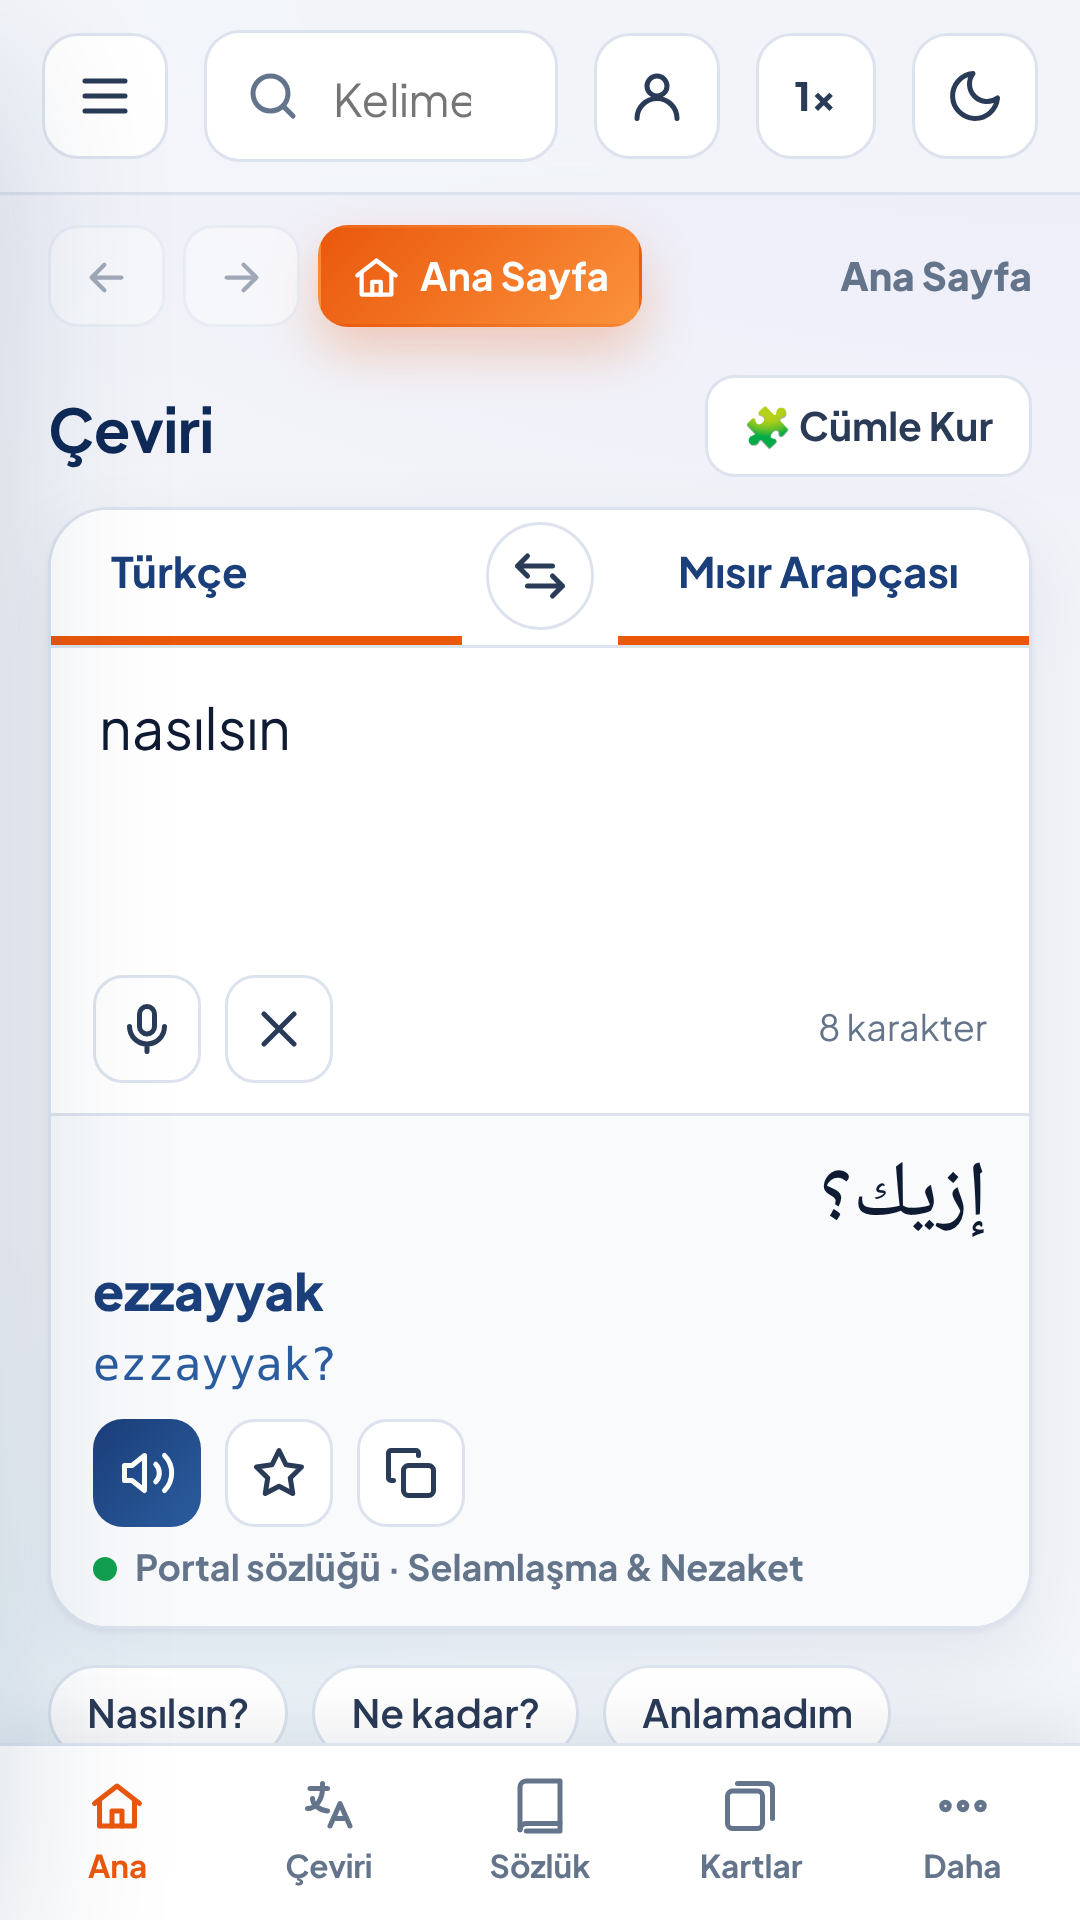 Kelime
1×
Ana Sayfa
Ana Sayfa
Çeviri
🧩 Cümle Kur
Türkçe
Mısır Arapçası
nasılsın
8 karakter
إزيك؟
ezzayyak
ezzayyak?
Portal sözlüğü · Selamlaşma & Nezaket
Nasılsın?
Ne kadar?
Anlamadım
Ana
Çeviri
Sözlük
Kartlar
Daha